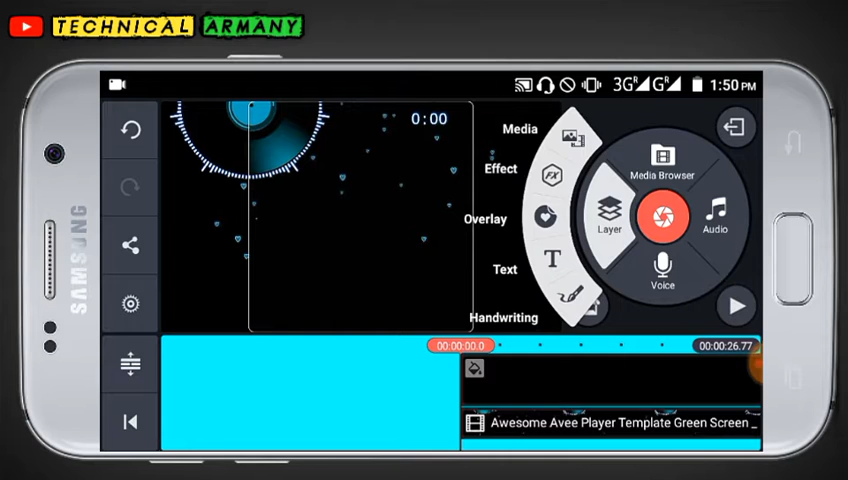 TECHNICAL ARMANY
3G G 1:50 PM
0:00
Media
Effect
Overlay
Text
Handwriting
FX
T
Media Browser
Layer
Audio
Voice
SAMSUNG
00:00:00.0
00:00:26.77
Awesome Avee Player Template Green Screen _